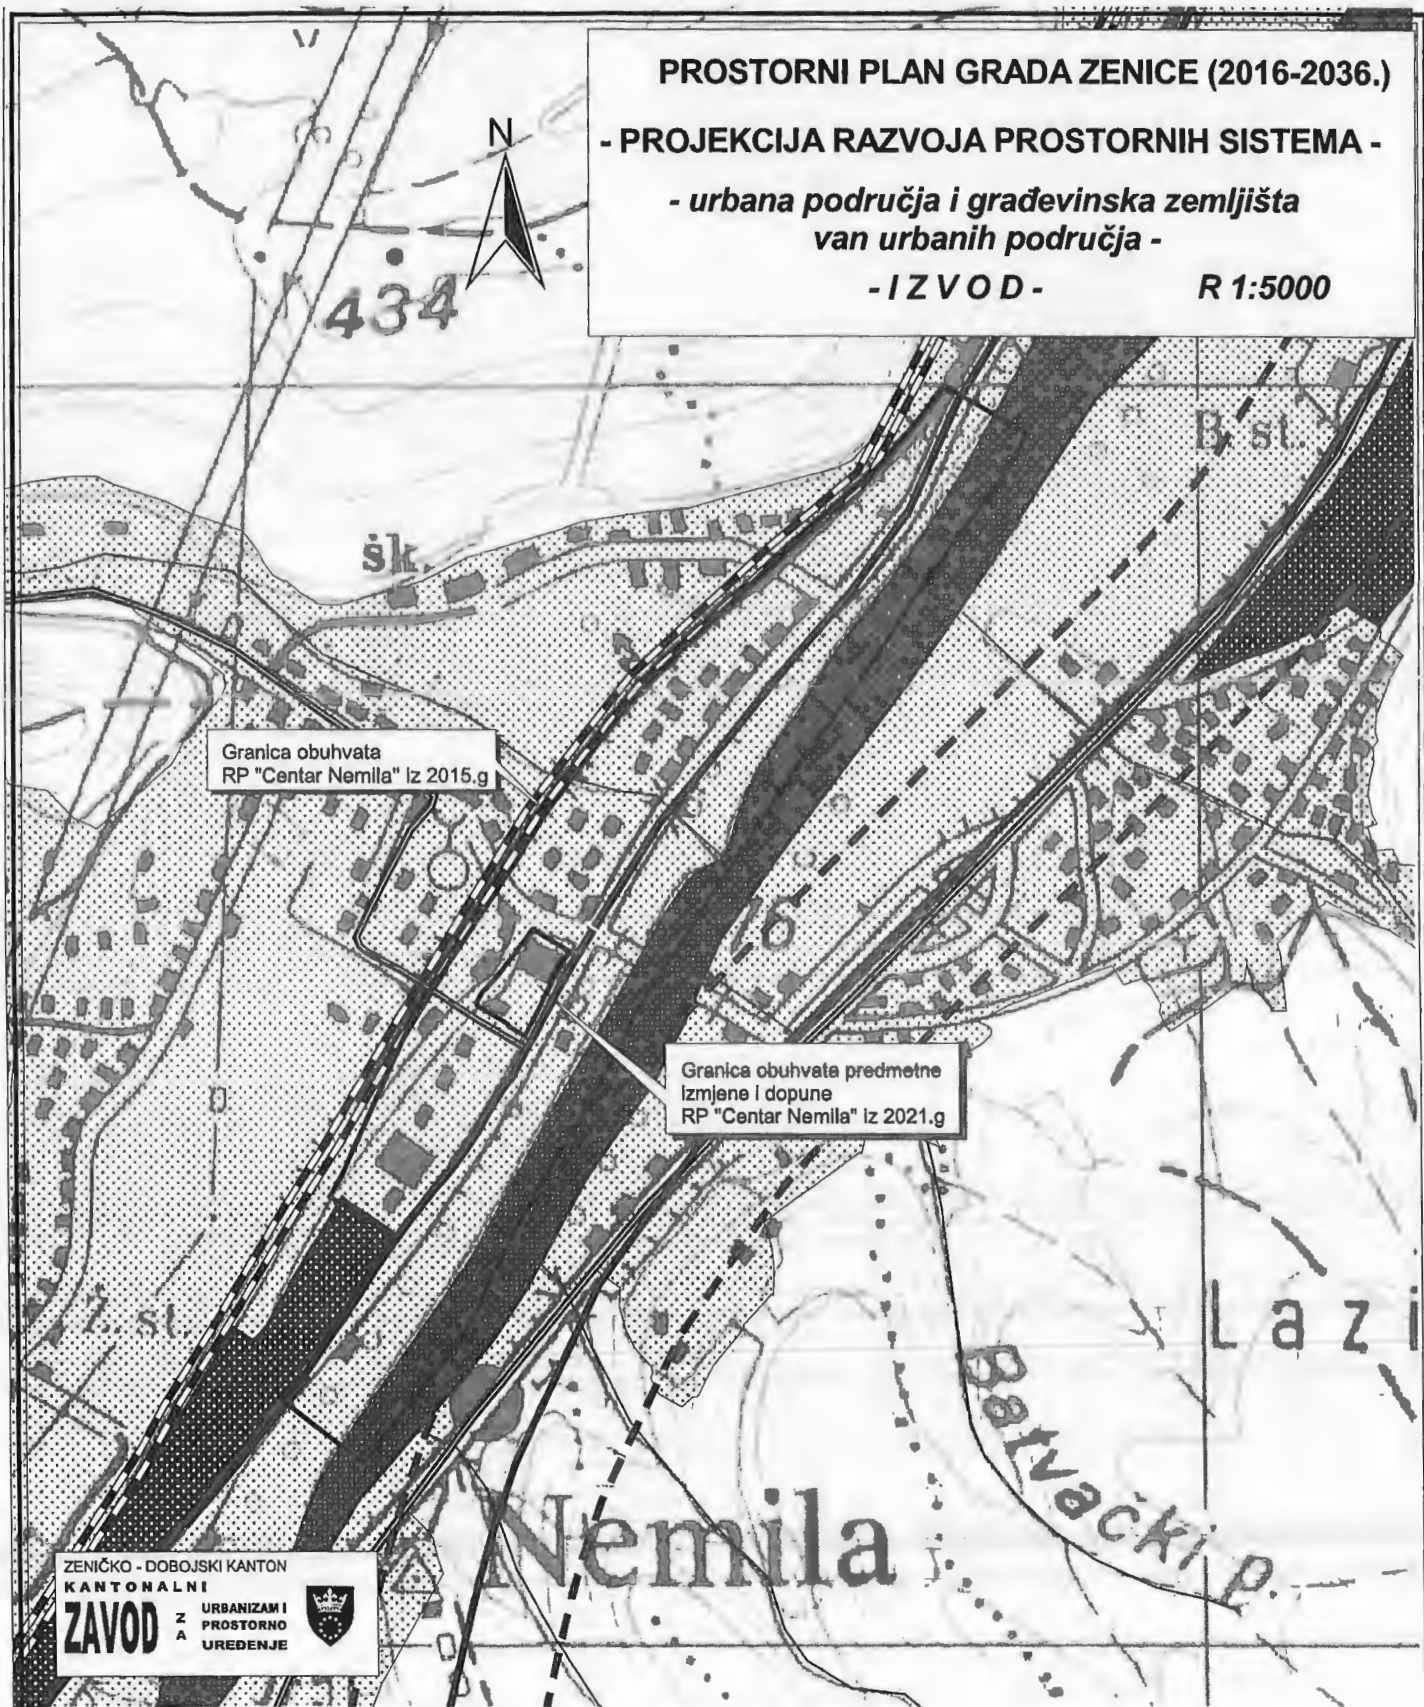 PROSTORNI PLAN GRADA ZENICE (2016-2036.)
- PROJEKCIJA RAZVOJA PROSTORNIH SISTEMA -
- urbana područja i građevinska zemljišta
van urbanih područja -
- I Z V O D -
R 1:5000
N
434
B. st.
šk.
Granica obuhvata
RP "Centar Nemila" iz 2015.g
Granica obuhvata predmetne
izmjene i dopune
RP "Centar Nemila" iz 2021.g
Ž. st.
Lazi
Batvački p.
Nemila
ZENIČKO - DOBOJSKI KANTON
KANTONALNI
ZAVOD ZA URBANIZAM I
PROSTORNO
UREĐENJE